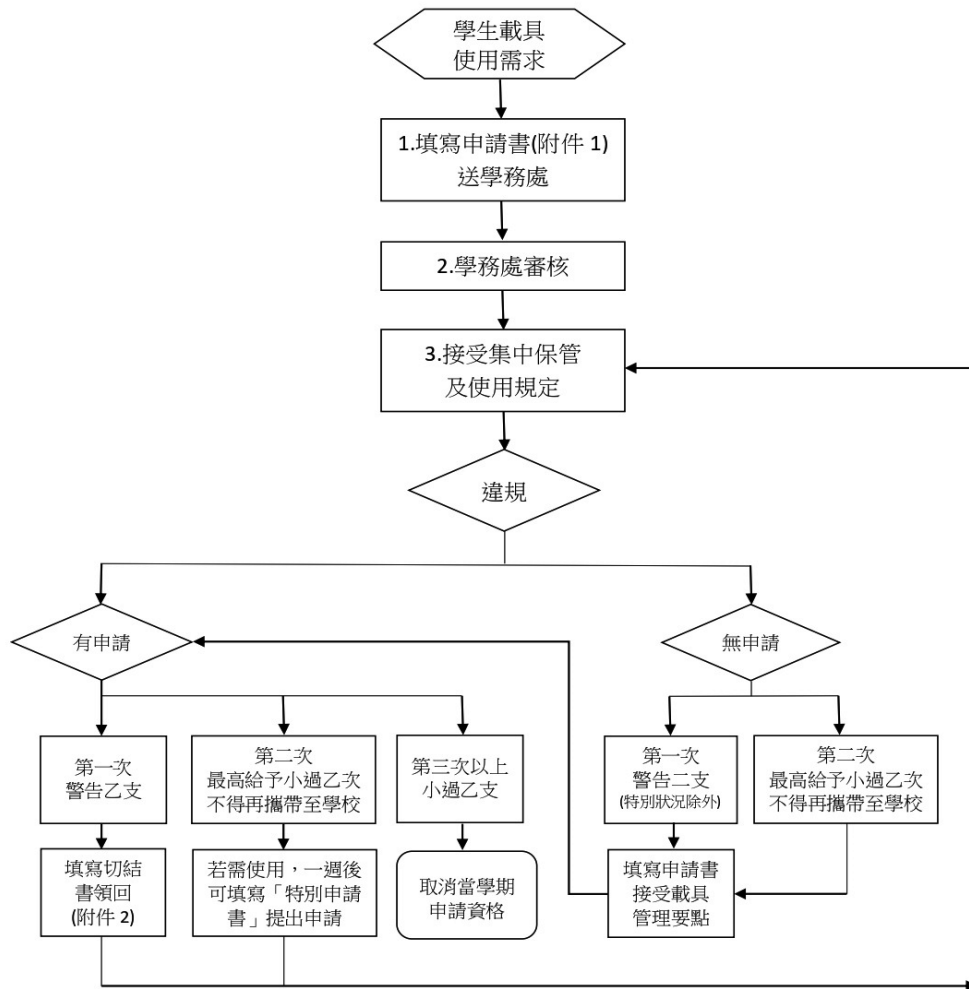 學生載具
使用需求
1.填寫申請書(附件 1)
送學務處
2.學務處審核
3.接受集中保管
及使用規定
違規
有申請
無申請
第一次
警告乙支
第二次
最高給予小過乙次
不得再攜帶至學校
第三次以上
小過乙支
第一次
警告二支
(特別狀況除外)
第二次
最高給予小過乙次
不得再攜帶至學校
填寫切結
書領回
(附件 2)
若需使用，一週後
可填寫「特別申請
書」提出申請
取消當學期
申請資格
填寫申請書
接受載具
管理要點